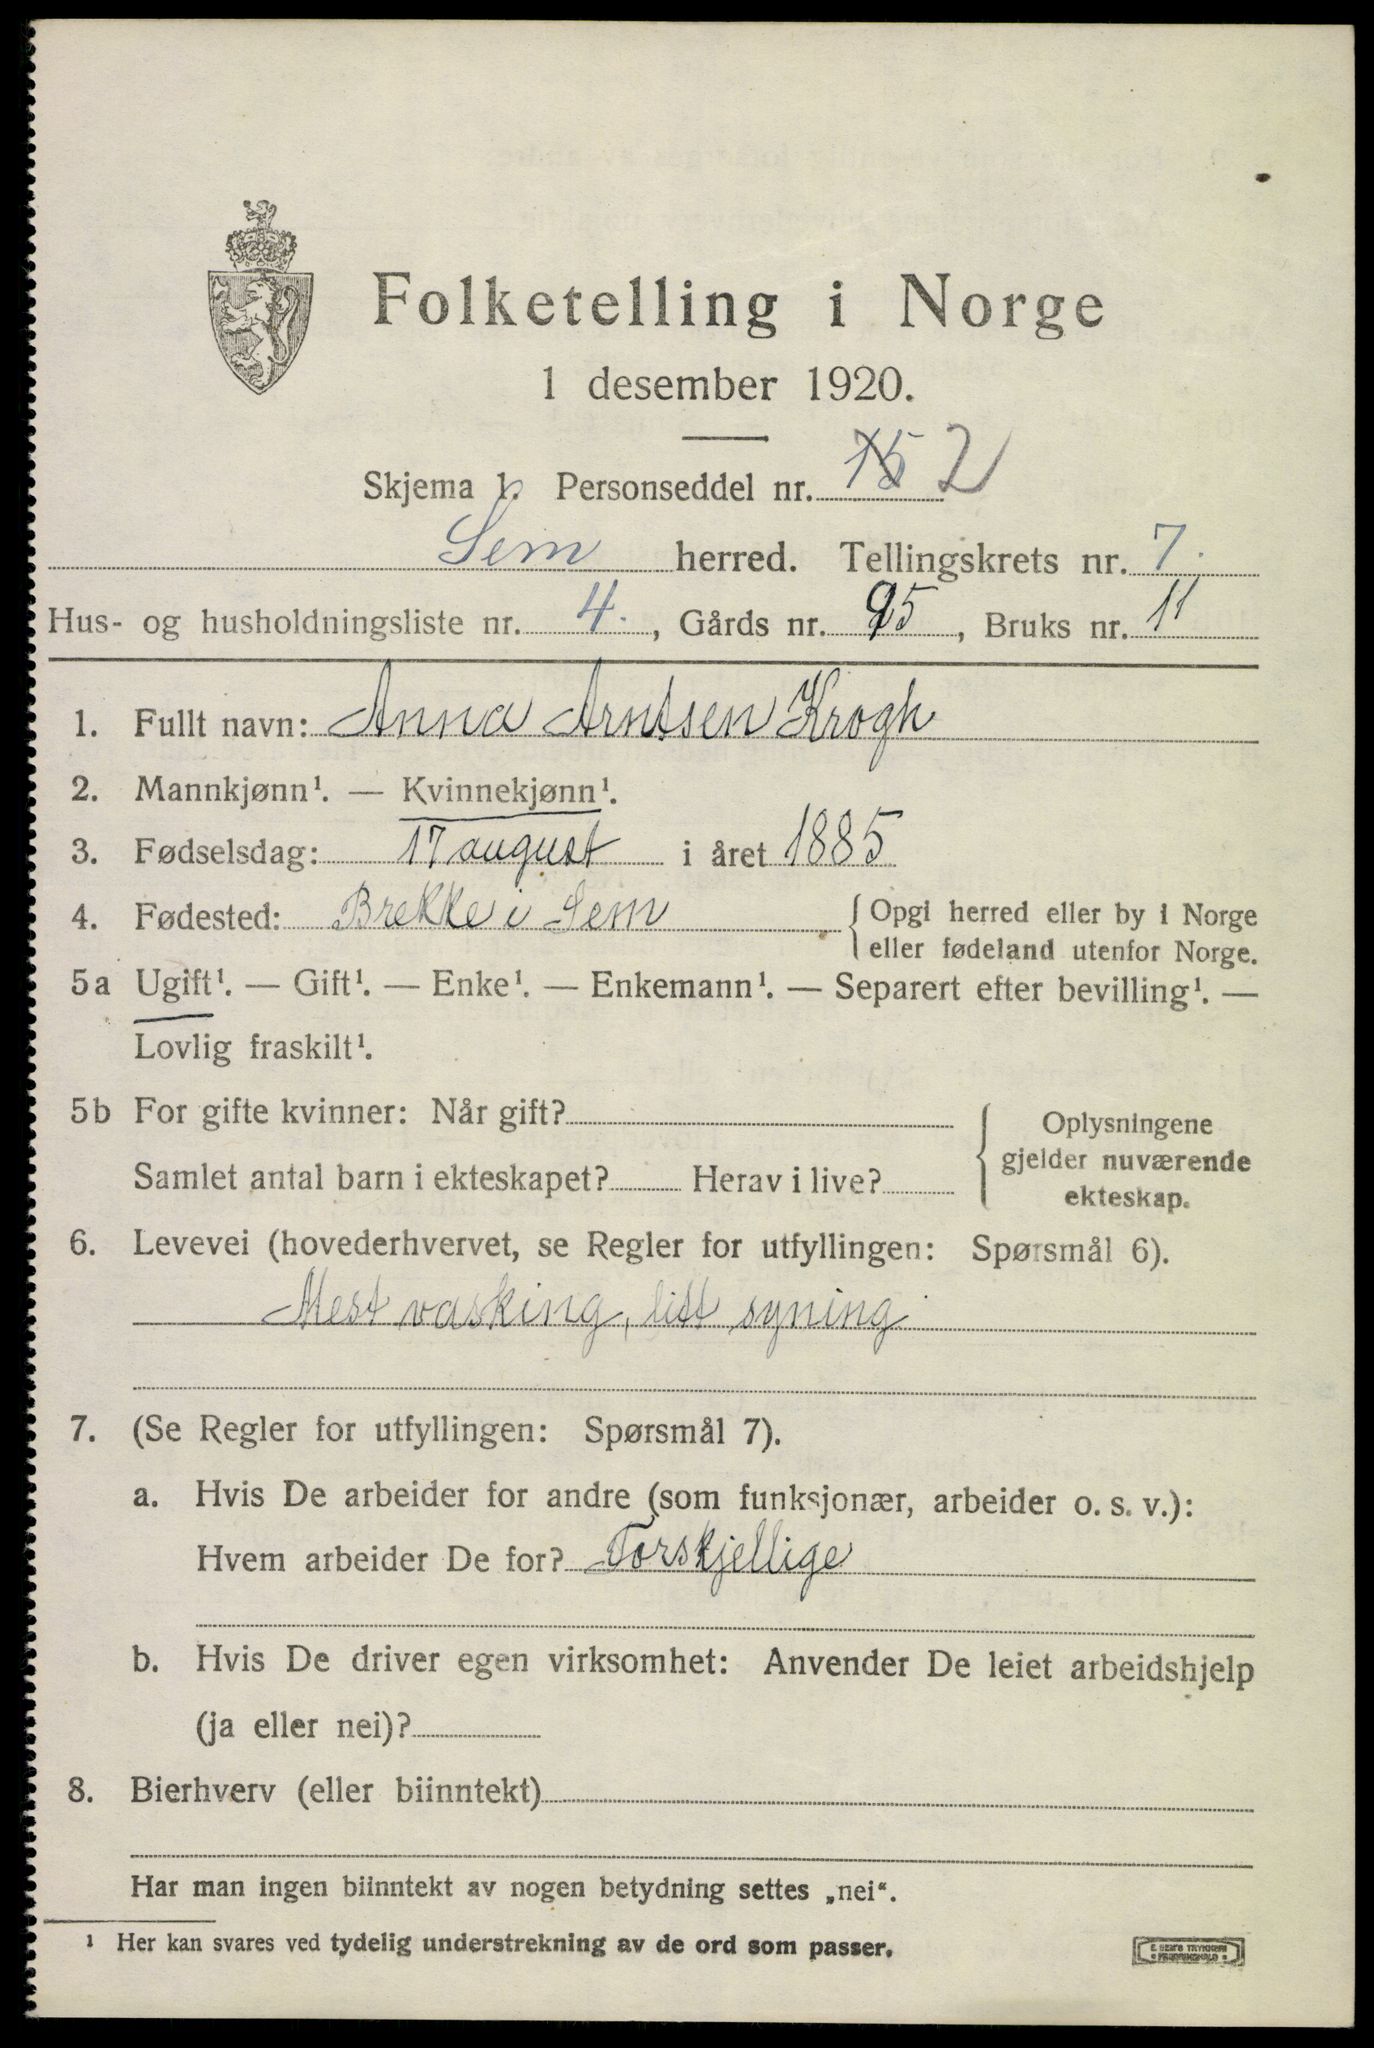 Folketelling i Norge
1 desember 1920.
Skjema 1. Personseddel nr. 15 2
Sem herred. Tellingskrets nr. 7.
Hus- og husholdningsliste nr. 4. , Gårds nr. 95 , Bruks nr. 11
1. Fullt navn: Anna Arntsen Krogh
2. Mannkjønn¹. — Kvinnekjønn¹.
3. Fødselsdag: 17 august i året 1885
4. Fødested: Brekke i Sem { Opgi herred eller by i Norge
eller fødeland utenfor Norge.
5a Ugift¹. — Gift¹. — Enke¹. — Enkemann¹. — Separert efter bevilling¹. —
Lovlig fraskilt¹.
5b For gifte kvinner: Når gift?
Samlet antal barn i ekteskapet? Herav i live?
Oplysningene
gjelder nuværende
ekteskap.
6. Levevei (hovederhvervet, se Regler for utfyllingen: Spørsmål 6).
Mest vasking, litt syning
7. (Se Regler for utfyllingen: Spørsmål 7).
a. Hvis De arbeider for andre (som funksjonær, arbeider o. s. v.):
Hvem arbeider De for? Forskjellige
b. Hvis De driver egen virksomhet: Anvender De leiet arbeidshjelp
(ja eller nei)?
8. Bierhverv (eller biinntekt)
Har man ingen biinntekt av nogen betydning settes „nei“.
¹ Her kan svares ved tydelig understrekning av de ord som passer.
E. SEM'S TRYKKERI
FREDRIKSHALD